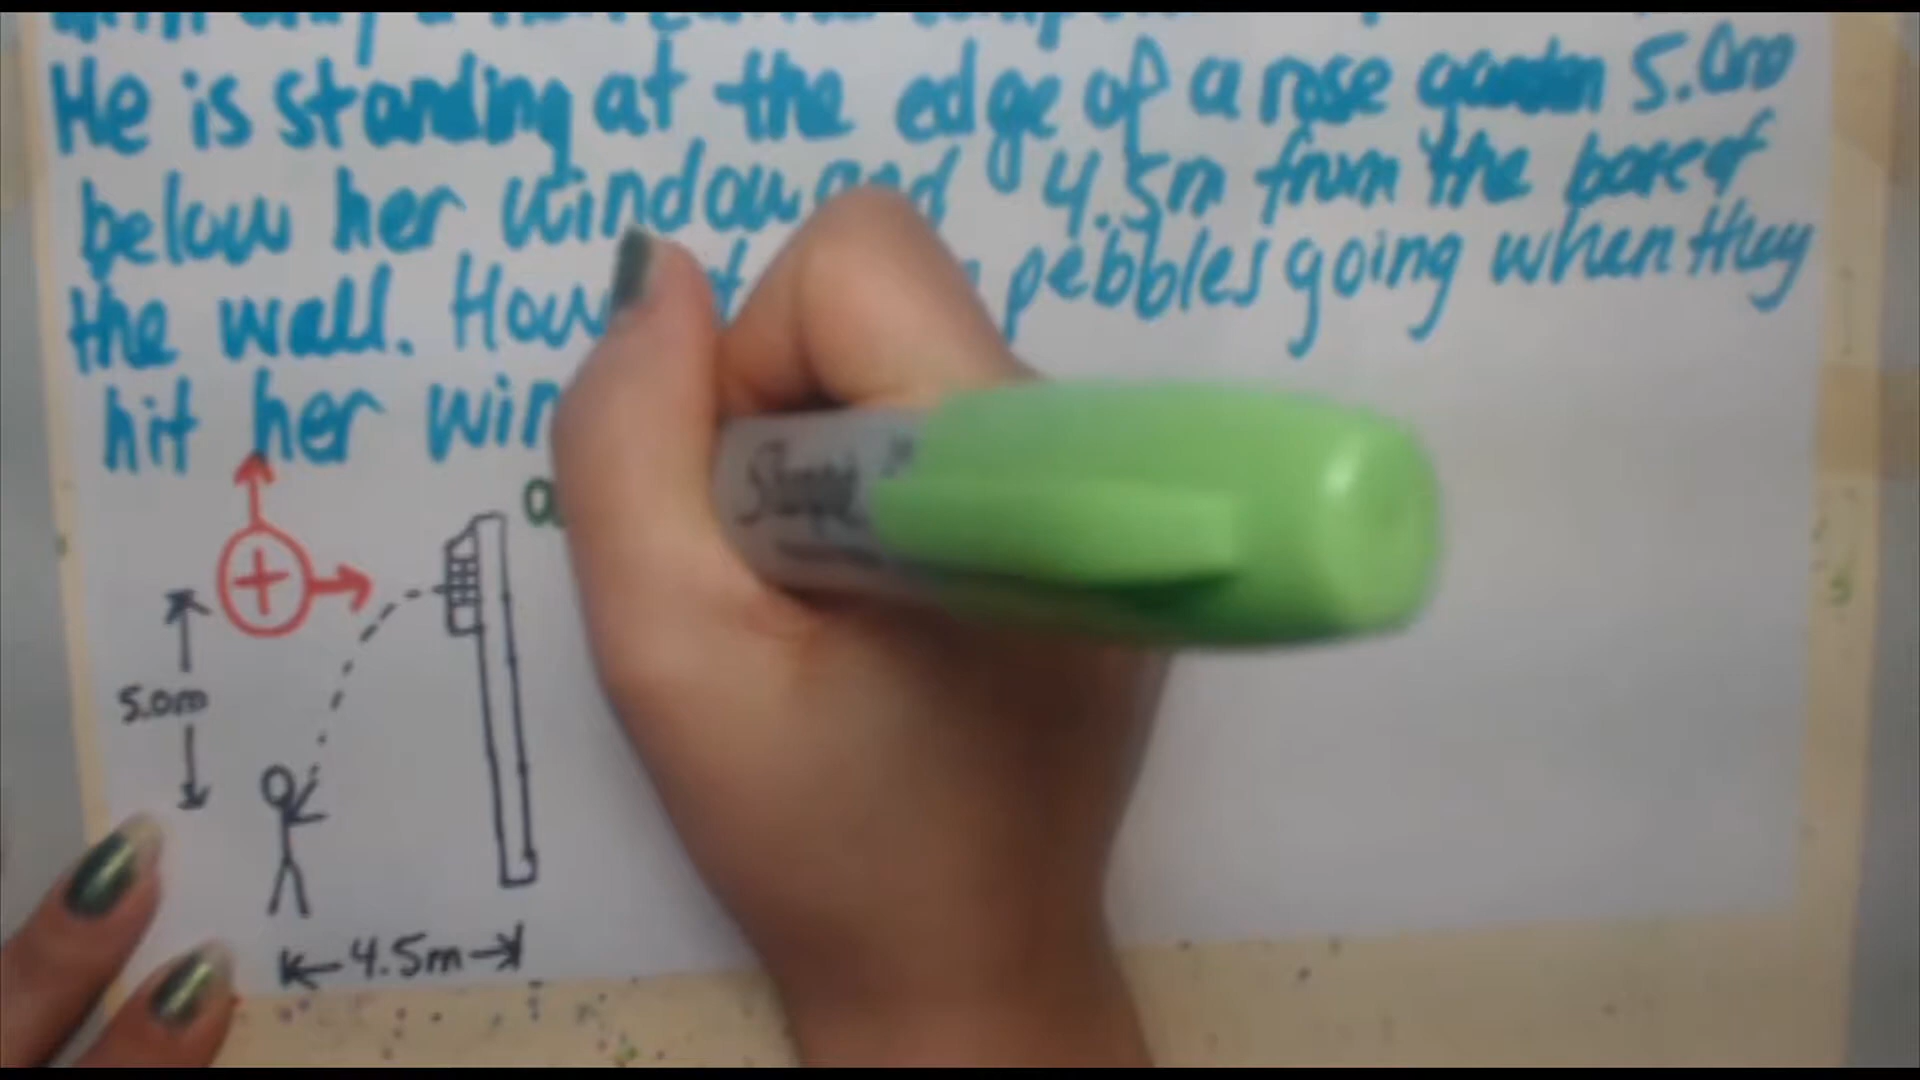 He is standing at the edge of a rose garden 5.0m
below her window and 4.5m from the base of
the wall. How pebbles going when they
hit her win
a
+
5.0m
4.5m
Sharpie